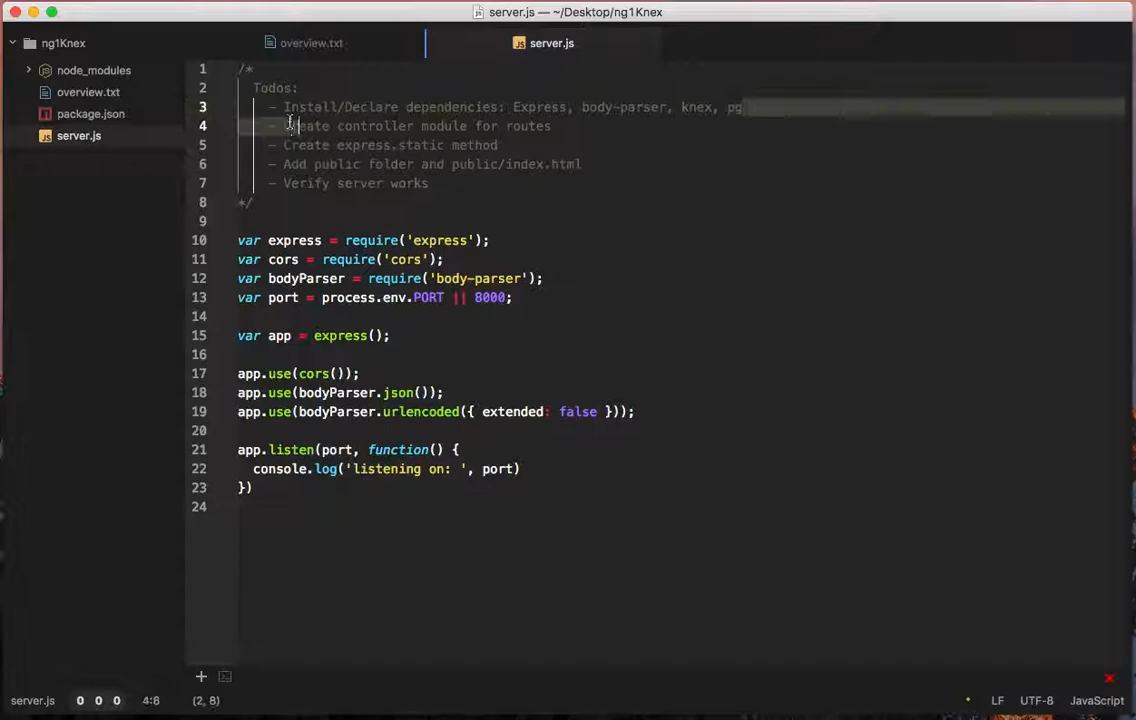 server.js — ~/Desktop/ng1Knex
ng1Knex
overview.txt
server.js
node_modules
overview.txt
package.json
server.js
1 /*
2 Todos:
3 - Install/Declare dependencies: Express, body-parser, knex, pg
4 - Create controller module for routes
5 - Create express.static method
6 - Add public folder and public/index.html
7 - Verify server works
8 */
9
10 var express = require('express');
11 var cors = require('cors');
12 var bodyParser = require('body-parser');
13 var port = process.env.PORT || 8000;
14
15 var app = express();
16
17 app.use(cors());
18 app.use(bodyParser.json());
19 app.use(bodyParser.urlencoded({ extended: false }));
20
21 app.listen(port, function() {
22 console.log('listening on: ', port)
23 })
24
server.js 0 0 0 4:6 (2, 8) LF UTF-8 JavaScript